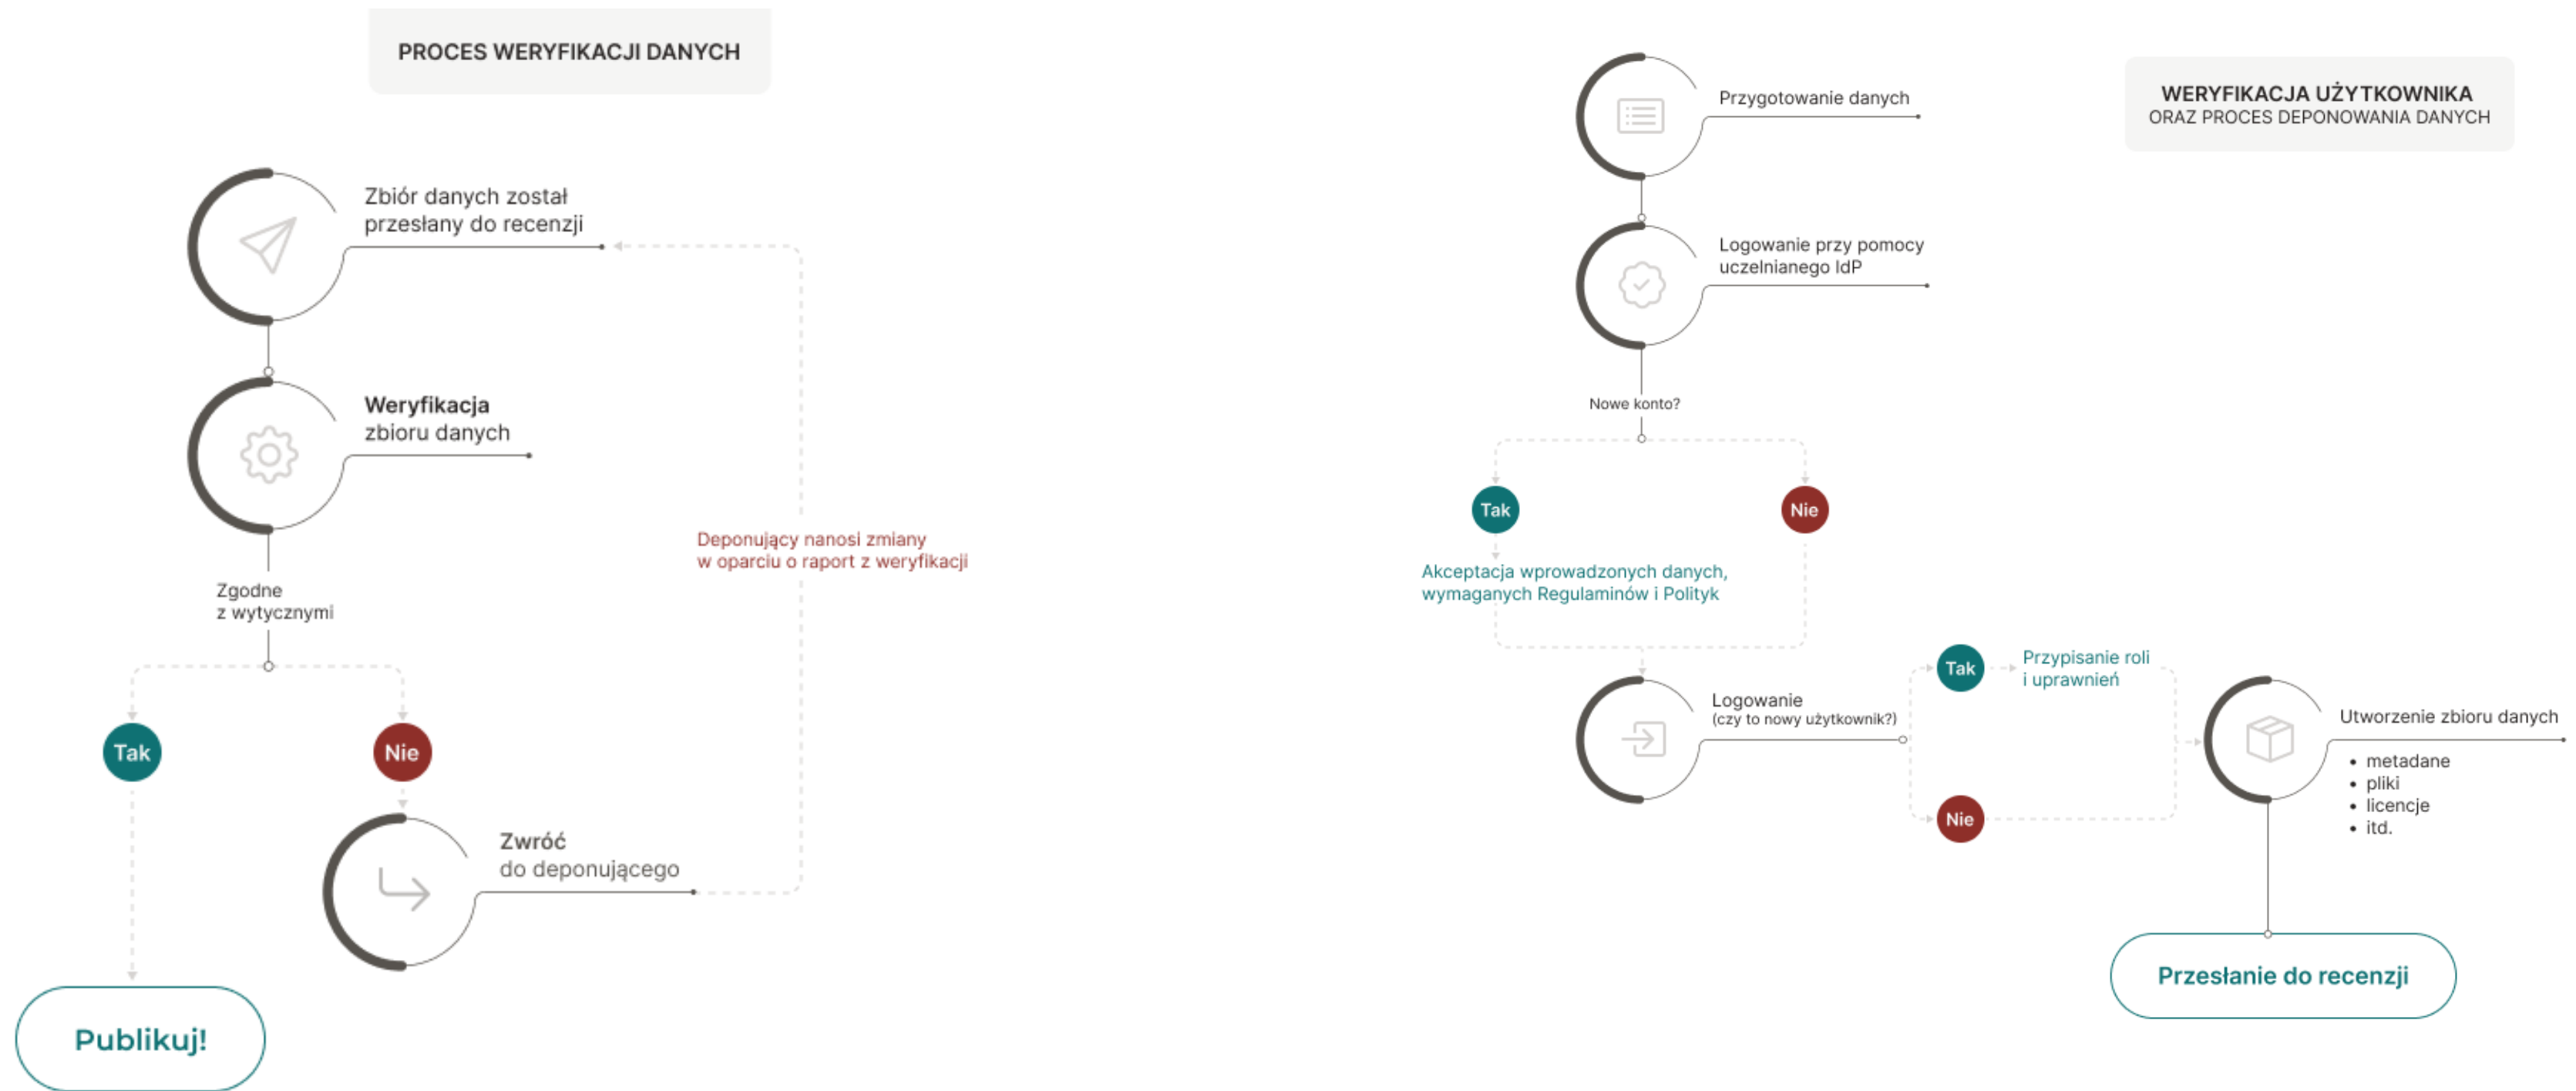 PROCES WERYFIKACJI DANYCH
Zbiór danych został
przesłany do recenzji
Weryfikacja
zbioru danych
Deponujący nanosi zmiany
w oparciu o raport z weryfikacji
Zgodne
z wytycznymi
Tak
Nie
Zwróć
do deponującego
Publikuj!
WERYFIKACJA UŻYTKOWNIKA
ORAZ PROCES DEPONOWANIA DANYCH
Przygotowanie danych
Logowanie przy pomocy
uczelnianego IdP
Nowe konto?
Tak
Nie
Akceptacja wprowadzonych danych,
wymaganych Regulaminów i Polityk
Logowanie
(czy to nowy użytkownik?)
Tak
Przypisanie roli
i uprawnień
Nie
Utworzenie zbioru danych
• metadane
• pliki
• licencje
• itd.
Przesłanie do recenzji